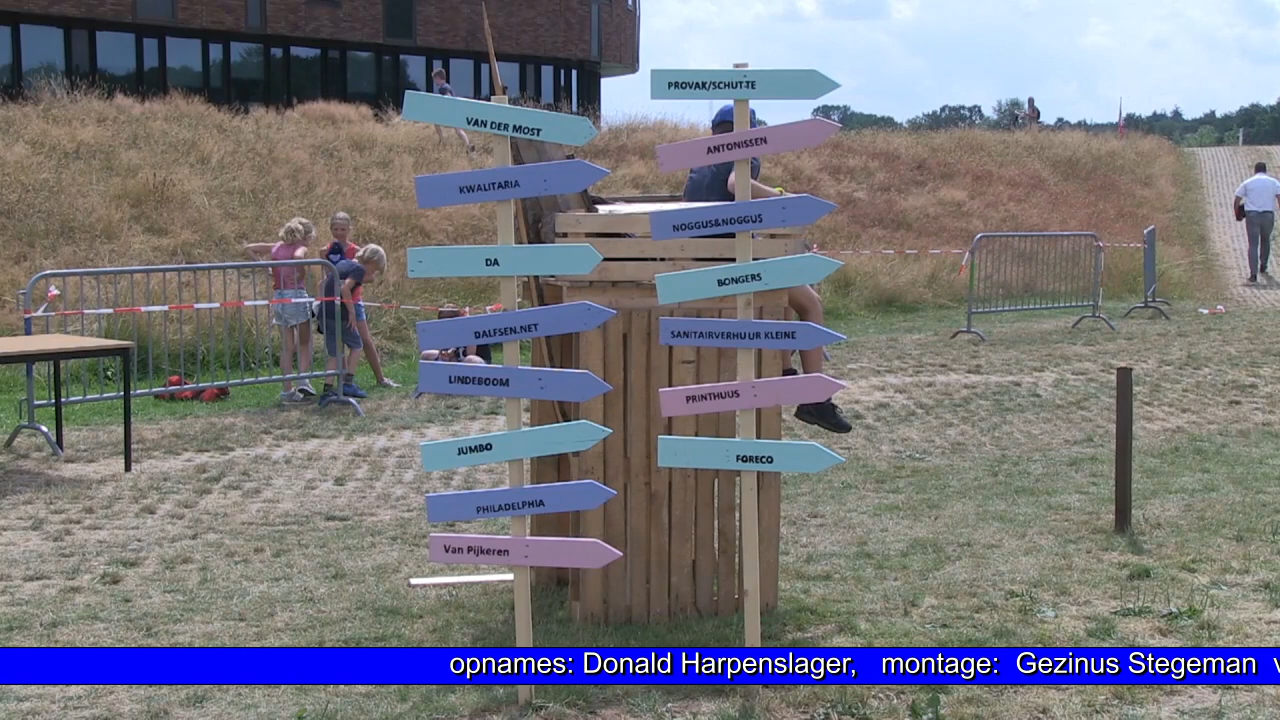 VAN DER MOST
KWALITARIA
DA
DALFSEN.NET
LINDEBOOM
JUMBO
PHILADELPHIA
Van Pijkeren
PROVAK/SCHUTTE
ANTONISSEN
NOGGUS&NOGGUS
BONGERS
SANITAIRVERHUUR KLEINE
PRINTHUUS
FORECO
opnames: Donald Harpenslager, montage: Gezinus Stegeman